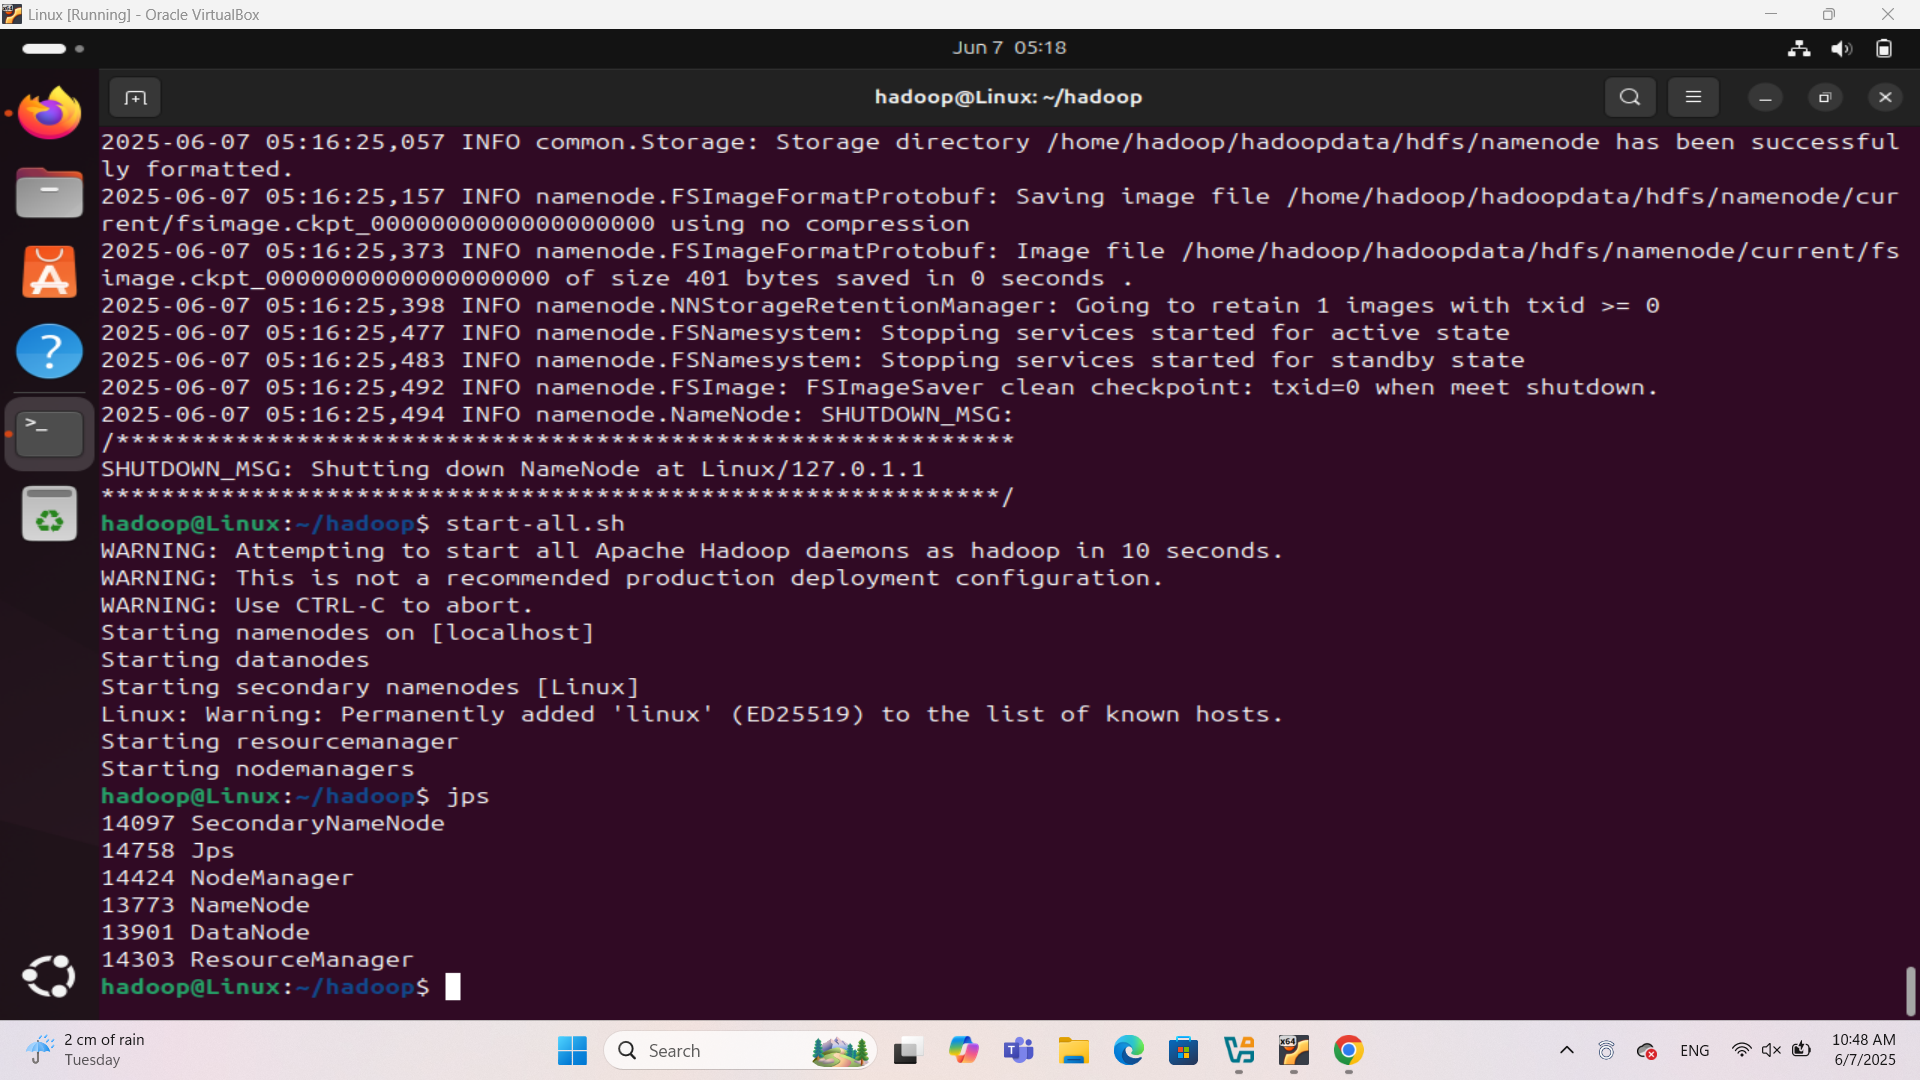 Linux [Running] - Oracle VirtualBox
Jun 7 05:18
hadoop@Linux: ~/hadoop
2025-06-07 05:16:25,057 INFO common.Storage: Storage directory /home/hadoop/hadoopdata/hdfs/namenode has been successful
ly formatted.
2025-06-07 05:16:25,157 INFO namenode.FSImageFormatProtobuf: Saving image file /home/hadoop/hadoopdata/hdfs/namenode/cur
rent/fsimage.ckpt_0000000000000000000 using no compression
2025-06-07 05:16:25,373 INFO namenode.FSImageFormatProtobuf: Image file /home/hadoop/hadoopdata/hdfs/namenode/current/fs
image.ckpt_0000000000000000000 of size 401 bytes saved in 0 seconds .
2025-06-07 05:16:25,398 INFO namenode.NNStorageRetentionManager: Going to retain 1 images with txid >= 0
2025-06-07 05:16:25,477 INFO namenode.FSNamesystem: Stopping services started for active state
2025-06-07 05:16:25,483 INFO namenode.FSNamesystem: Stopping services started for standby state
2025-06-07 05:16:25,492 INFO namenode.FSImage: FSImageSaver clean checkpoint: txid=0 when meet shutdown.
2025-06-07 05:16:25,494 INFO namenode.NameNode: SHUTDOWN_MSG:
/************************************************************
SHUTDOWN_MSG: Shutting down NameNode at Linux/127.0.1.1
************************************************************/
hadoop@Linux:~/hadoop$ start-all.sh
WARNING: Attempting to start all Apache Hadoop daemons as hadoop in 10 seconds.
WARNING: This is not a recommended production deployment configuration.
WARNING: Use CTRL-C to abort.
Starting namenodes on [localhost]
Starting datanodes
Starting secondary namenodes [Linux]
Linux: Warning: Permanently added 'linux' (ED25519) to the list of known hosts.
Starting resourcemanager
Starting nodemanagers
hadoop@Linux:~/hadoop$ jps
14097 SecondaryNameNode
14758 Jps
14424 NodeManager
13773 NameNode
13901 DataNode
14303 ResourceManager
hadoop@Linux:~/hadoop$
2 cm of rain
Tuesday
Search
x64
ENG
10:48 AM
6/7/2025